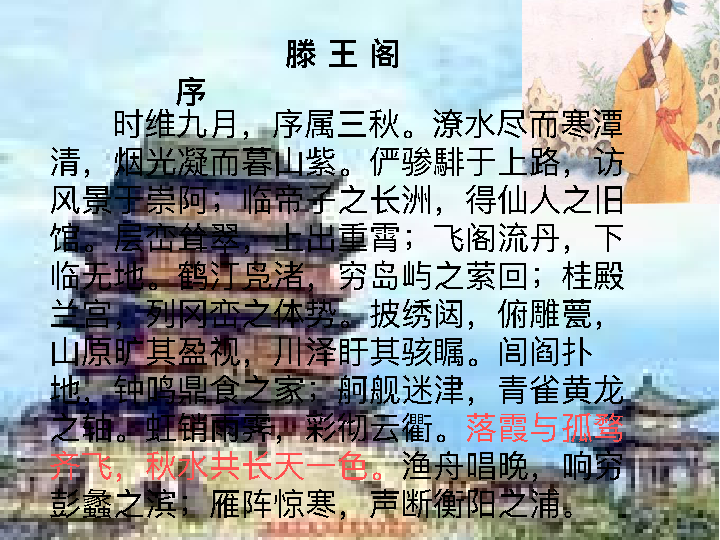 滕 王 阁
序
时维九月，序属三秋。潦水尽而寒潭
清，烟光凝而暮山紫。俨骖騑于上路，访
风景于崇阿；临帝子之长洲，得仙人之旧
馆。层峦耸翠，上出重霄；飞阁流丹，下
临无地。鹤汀凫渚，穷岛屿之萦回；桂殿
兰宫，列冈峦之体势。披绣闼，俯雕甍，
山原旷其盈视，川泽盱其骇瞩。闾阎扑
地，钟鸣鼎食之家；舸舰迷津，青雀黄龙
之轴。虹销雨霁，彩彻云衢。落霞与孤鹜
齐飞，秋水共长天一色。渔舟唱晚，响穷
彭蠡之滨；雁阵惊寒，声断衡阳之浦。